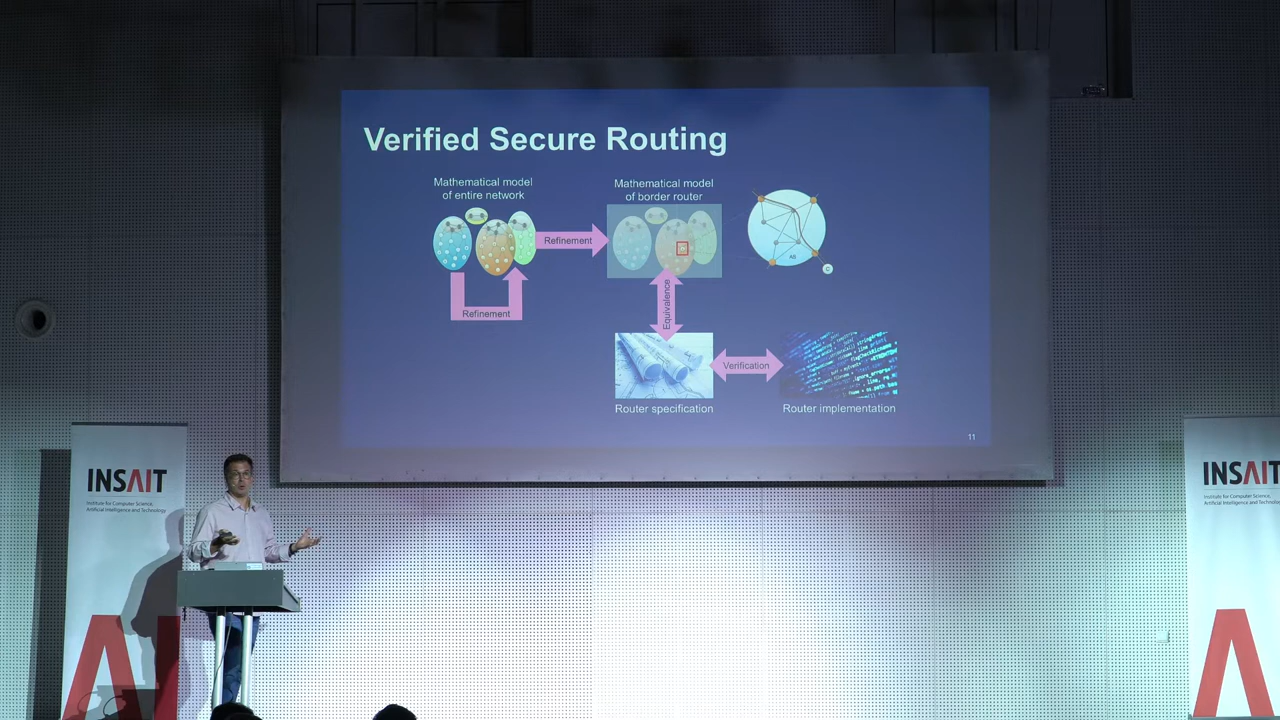 Verified Secure Routing
Mathematical model
of entire network
Mathematical model
of border router
Refinement
Refinement
Equivalence
AS
C
Verification
Router specification
Router implementation
11
INSAIT
Institute for Computer Science,
Artificial Intelligence and Technology
AI
INSAIT
Institute for Computer Science,
Artificial Intelligence and Technology
A